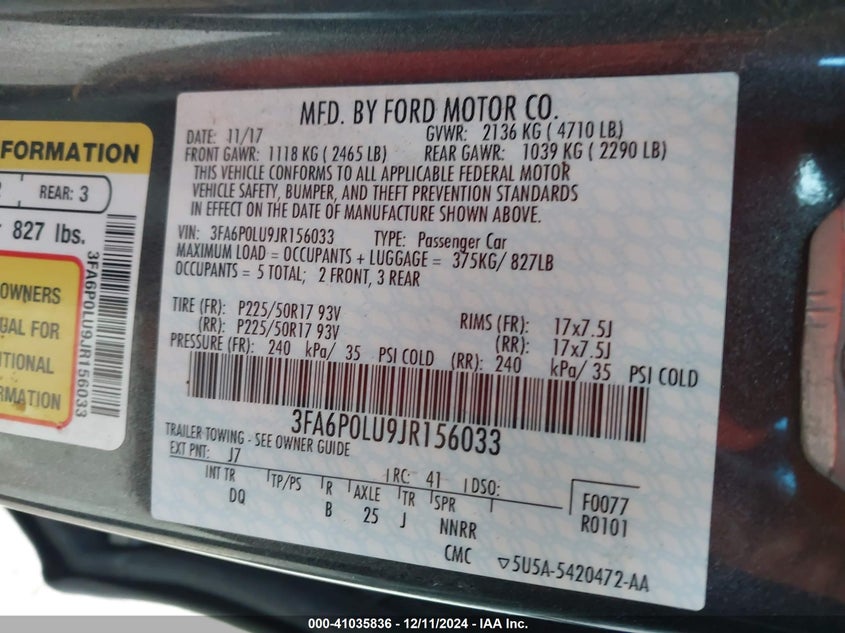 FORMATION
REAR: 3
827 lbs.
3FA6P0LU9JR156033
OWNERS
GAL FOR
ITIONAL
FORMATION
MFD. BY FORD MOTOR CO.
DATE: 11/17 GVWR: 2136 KG ( 4710 LB)
FRONT GAWR: 1118 KG ( 2465 LB) REAR GAWR: 1039 KG ( 2290 LB)
THIS VEHICLE CONFORMS TO ALL APPLICABLE FEDERAL MOTOR
VEHICLE SAFETY, BUMPER, AND THEFT PREVENTION STANDARDS
IN EFFECT ON THE DATE OF MANUFACTURE SHOWN ABOVE.
VIN: 3FA6P0LU9JR156033 TYPE: Passenger Car
MAXIMUM LOAD = OCCUPANTS + LUGGAGE = 375KG/ 827LB
OCCUPANTS = 5 TOTAL; 2 FRONT, 3 REAR
TIRE (FR): P225/50R17 93V RIMS (FR): 17x7.5J
(RR): P225/50R17 93V (RR): 17x7.5J
PRESSURE (FR): 240 kPa/ 35 PSI COLD (RR): 240 kPa/ 35 PSI COLD
3FA6P0LU9JR156033
TRAILER TOWING - SEE OWNER GUIDE
EXT PNT: J7 RC: 41 DSO:
INT TR TP/PS R AXLE TR SPR F0077
DQ B 25 J NNRR R0101
CMC ▽5U5A-5420472-AA
000-41035836 - 12/11/2024 - IAA Inc.